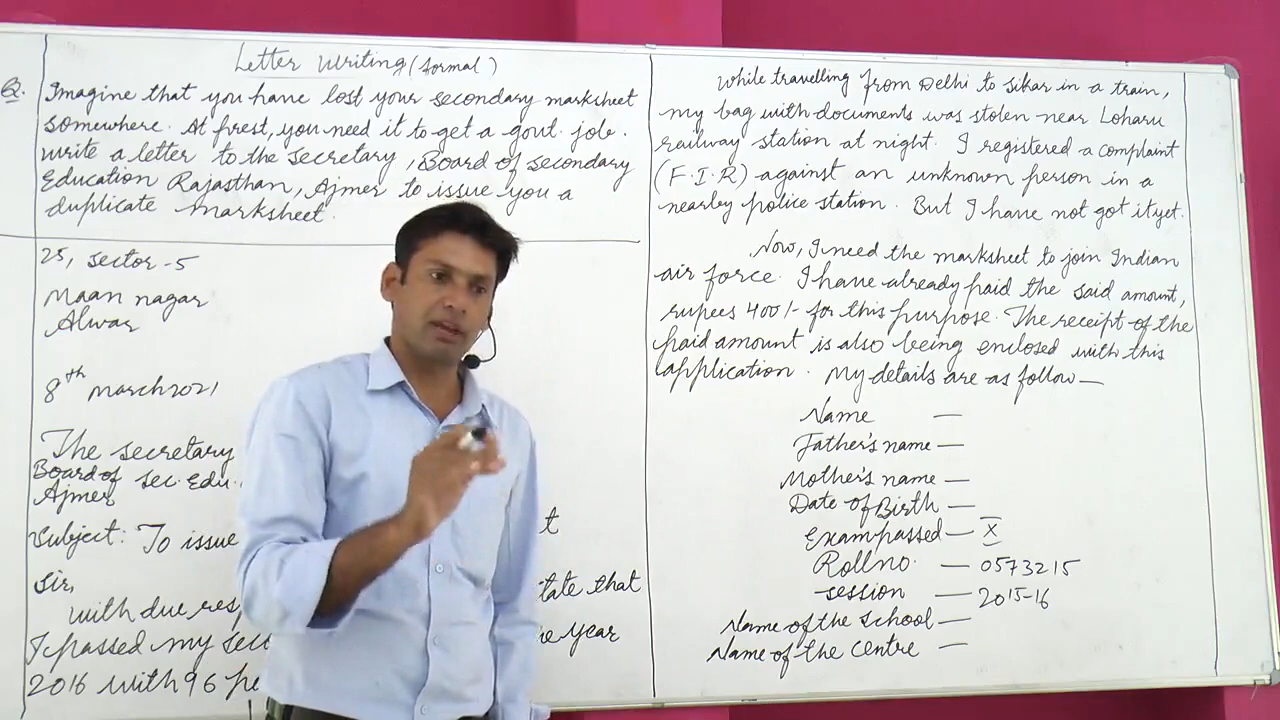 Letter Writing (Formal)
Q. Imagine that you have lost your secondary marksheet
somewhere. At first, you need it to get a govt. job.
write a letter to the secretary, Board of secondary
Education Rajasthan, Ajmer to issue you a
duplicate marksheet.
25, sector-5
Maan nagar
Alwar
8th March 2021
The secretary
Board of sec. Edu.
Ajmer
Subject: To issue t
Sir,
with due res tate that
I passed my sec e year
2016 with 96 pe
While travelling from Delhi to Sikar in a train,
my bag with documents was stolen near Loharu
railway station at night. I registered a complaint
(F.I.R) against an unknown person in a
nearby police station. But I have not got it yet.
Now, I need the marksheet to join Indian
air force. I have already paid the said amount,
rupees 400/- for this purpose. The receipt of the
paid amount is also being enclosed with this
application. My details are as follow—
Name —
Father's name —
Mother's name —
Date of Birth —
Exam passed — X
Roll no. — 0573215
session — 2015-16
Name of the school —
Name of the centre —